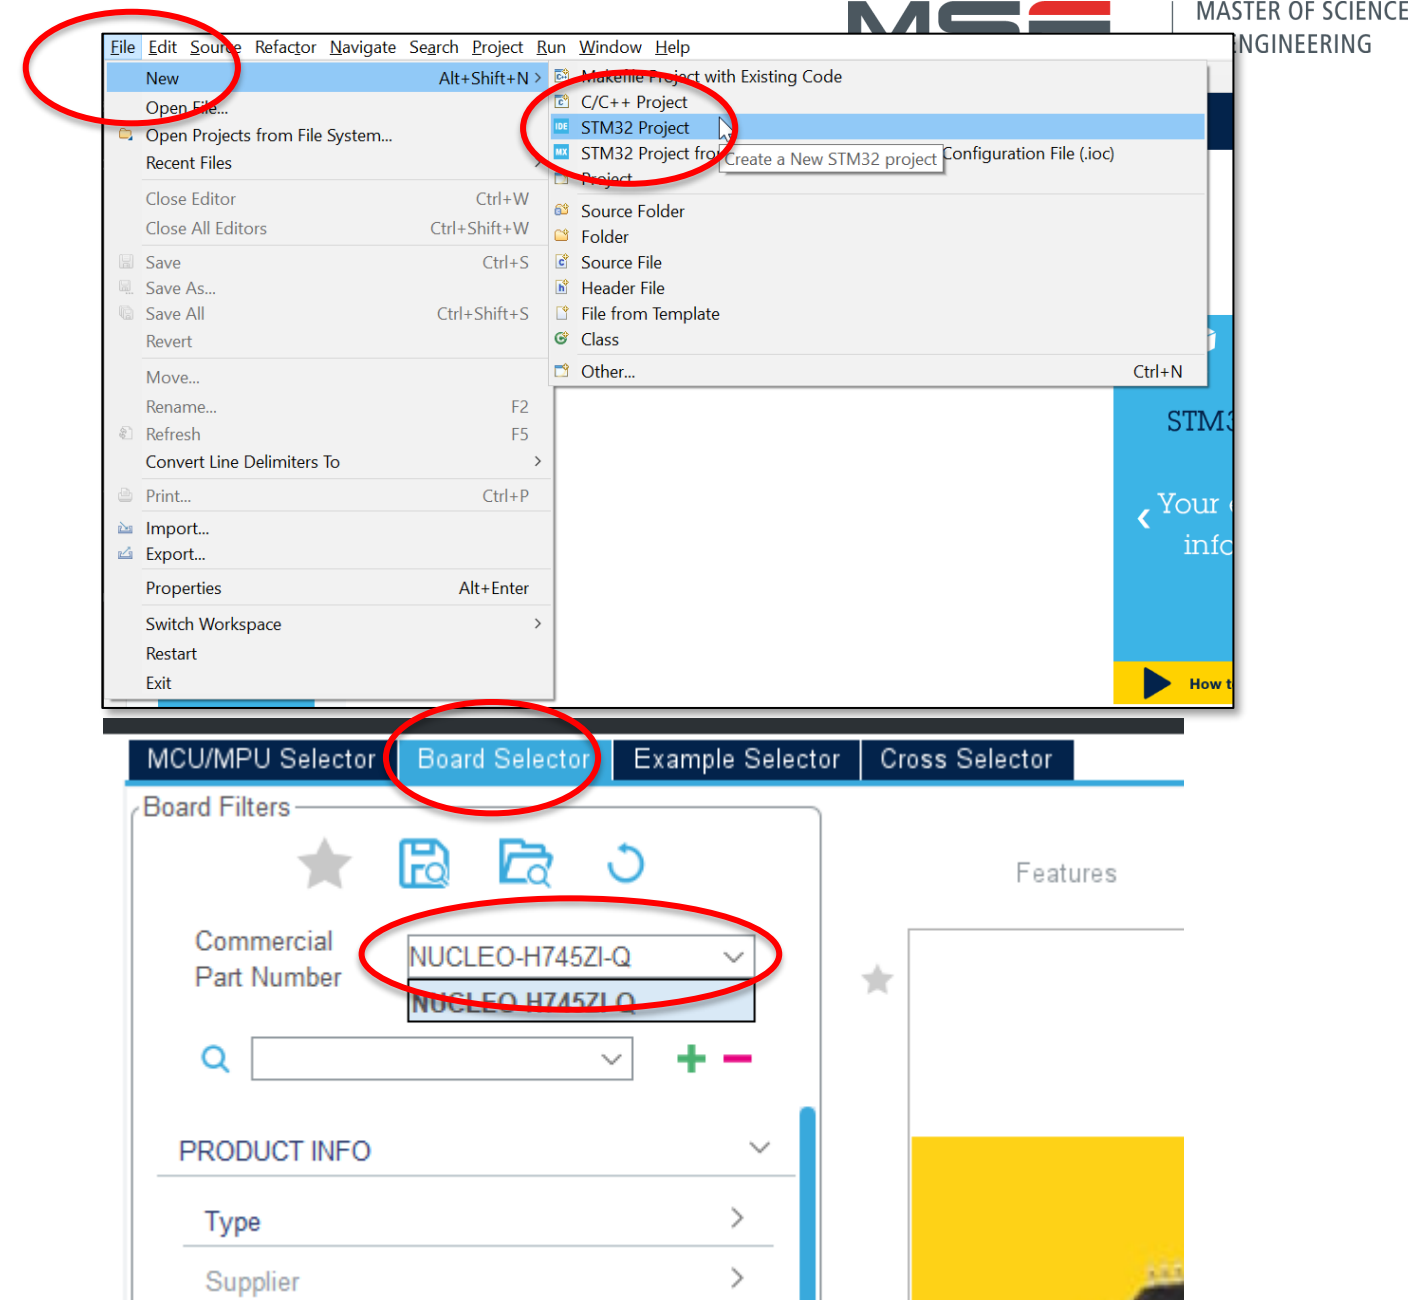 MSE
MASTER OF SCIENCE
NGINEERING
File Edit Source Refactor Navigate Search Project Run Window Help
New Alt+Shift+N >
Open File...
Open Projects from File System...
Recent Files
Close Editor Ctrl+W
Close All Editors Ctrl+Shift+W
Save Ctrl+S
Save As...
Save All Ctrl+Shift+S
Revert
Move...
Rename... F2
Refresh F5
Convert Line Delimiters To >
Print... Ctrl+P
Import...
Export...
Properties Alt+Enter
Switch Workspace >
Restart
Exit
Makefile Project with Existing Code
C/C++ Project
STM32 Project
STM32 Project from Configuration File (.ioc)
Create a New STM32 project
Project...
Source Folder
Folder
Source File
Header File
File from Template
Class
Other... Ctrl+N
STM3
Your
info
How t
MCU/MPU Selector Board Selector Example Selector Cross Selector
Board Filters
Features
Commercial
Part Number
NUCLEO-H745ZI-Q
NUCLEO-H745ZI-Q
PRODUCT INFO
Type >
Supplier >